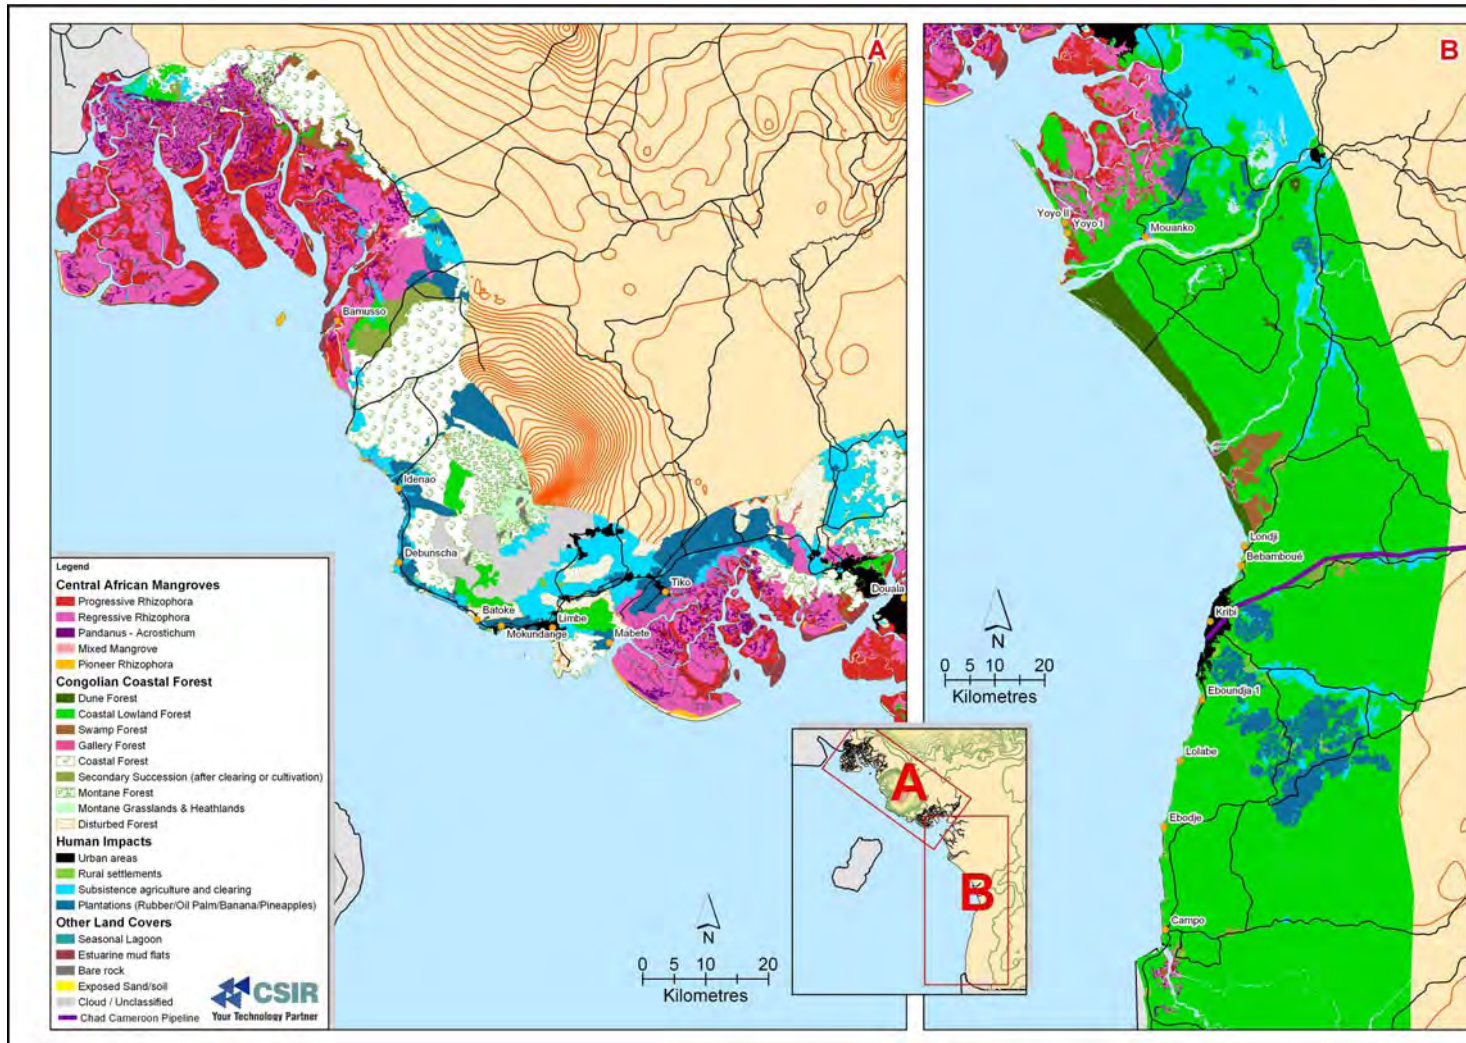 A
B
Yoyo II
Yoyo I
Mouanko
Bamusso
Idenao
Debunscha
Batoke
Mokundange
Limbe
Mabete
Tiko
Douala
Londji
Bebamboué
Kribi
Eboundja 1
Lolabe
Ebodje
Campo
N
0 5 10 20
Kilometres
N
0 5 10 20
Kilometres
A
B
Legend
Central African Mangroves
Progressive Rhizophora
Regressive Rhizophora
Pandanus - Acrostichum
Mixed Mangrove
Pioneer Rhizophora
Congolian Coastal Forest
Dune Forest
Coastal Lowland Forest
Swamp Forest
Gallery Forest
Coastal Forest
Secondary Succession (after clearing or cultivation)
Montane Forest
Montane Grasslands & Heathlands
Disturbed Forest
Human Impacts
Urban areas
Rural settlements
Subsistence agriculture and clearing
Plantations (Rubber/Oil Palm/Banana/Pineapples)
Other Land Covers
Seasonal Lagoon
Estuarine mud flats
Bare rock
Exposed Sand/soil
Cloud / Unclassified
Chad Cameroon Pipeline
CSIR
Your Technology Partner